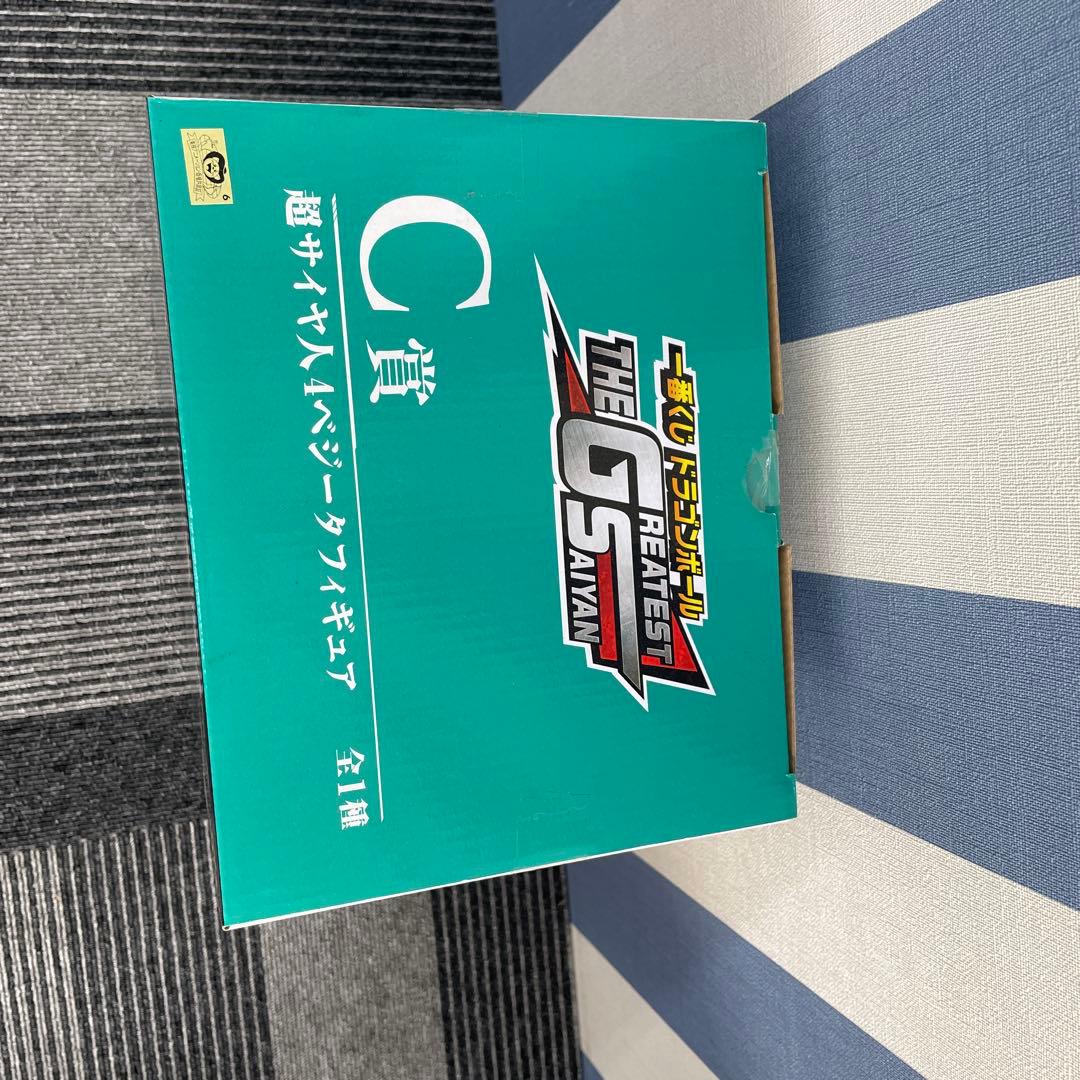 一番くじ ドラゴンボール
THE GREATEST
SAIYAN
C賞
超サイヤ人4ベジータフィギュア 全1種
6